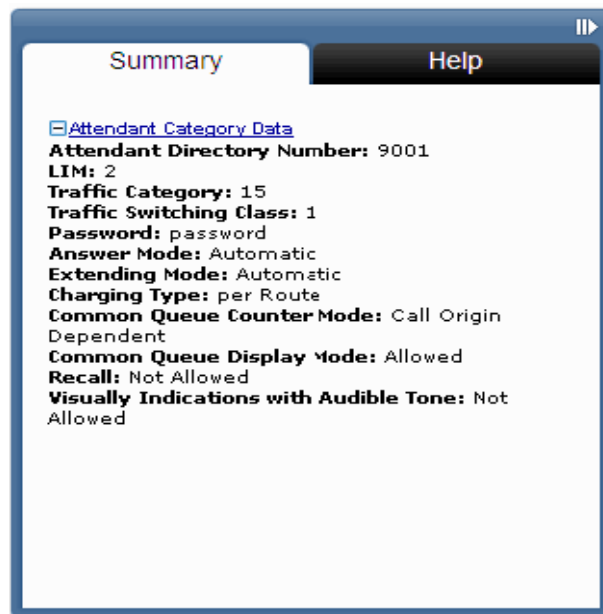 Summary
Help
Attendant Category Data
Attendant Directory Number: 9001
LIM: 2
Traffic Category: 15
Traffic Switching Class: 1
Password: password
Answer Mode: Automatic
Extending Mode: Automatic
Charging Type: per Route
Common Queue Counter Mode: Call Origin
Dependent
Common Queue Display Mode: Allowed
Recall: Not Allowed
Visually Indications with Audible Tone: Not
Allowed